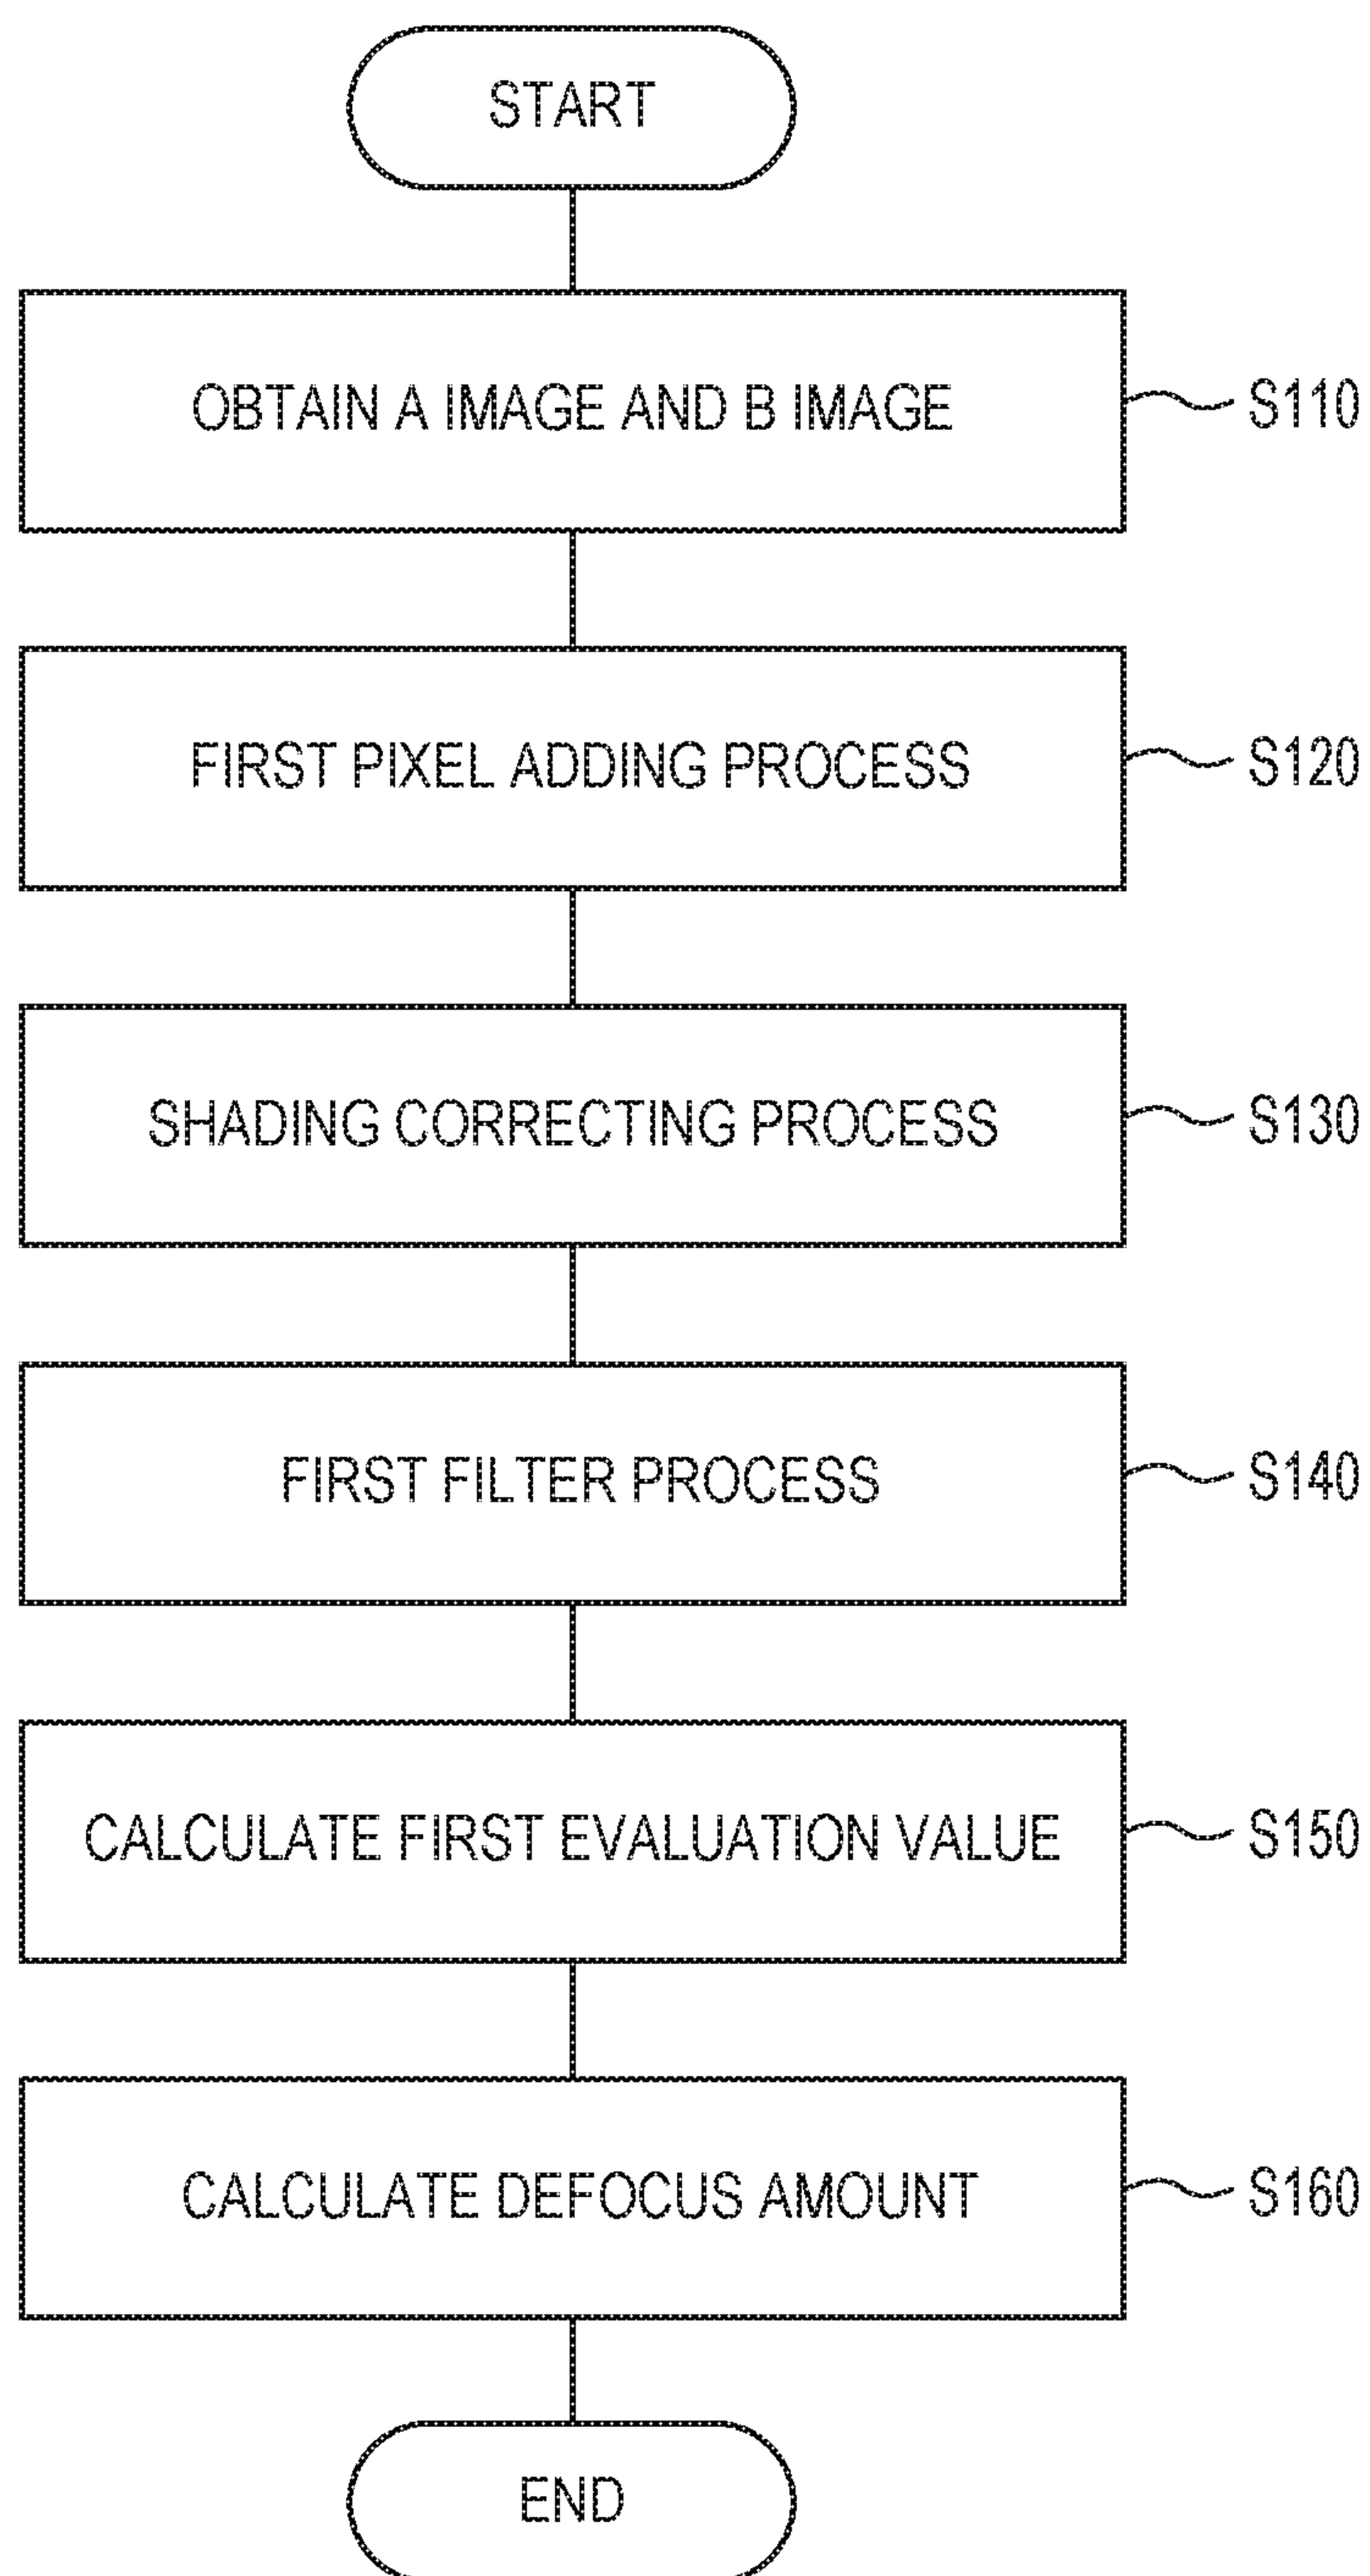 START
OBTAIN A IMAGE AND B IMAGE
S110
FIRST PIXEL ADDING PROCESS
S120
SHADING CORRECTING PROCESS
S130
FIRST FILTER PROCESS
S140
CALCULATE FIRST EVALUATION VALUE
S150
CALCULATE DEFOCUS AMOUNT
S160
END